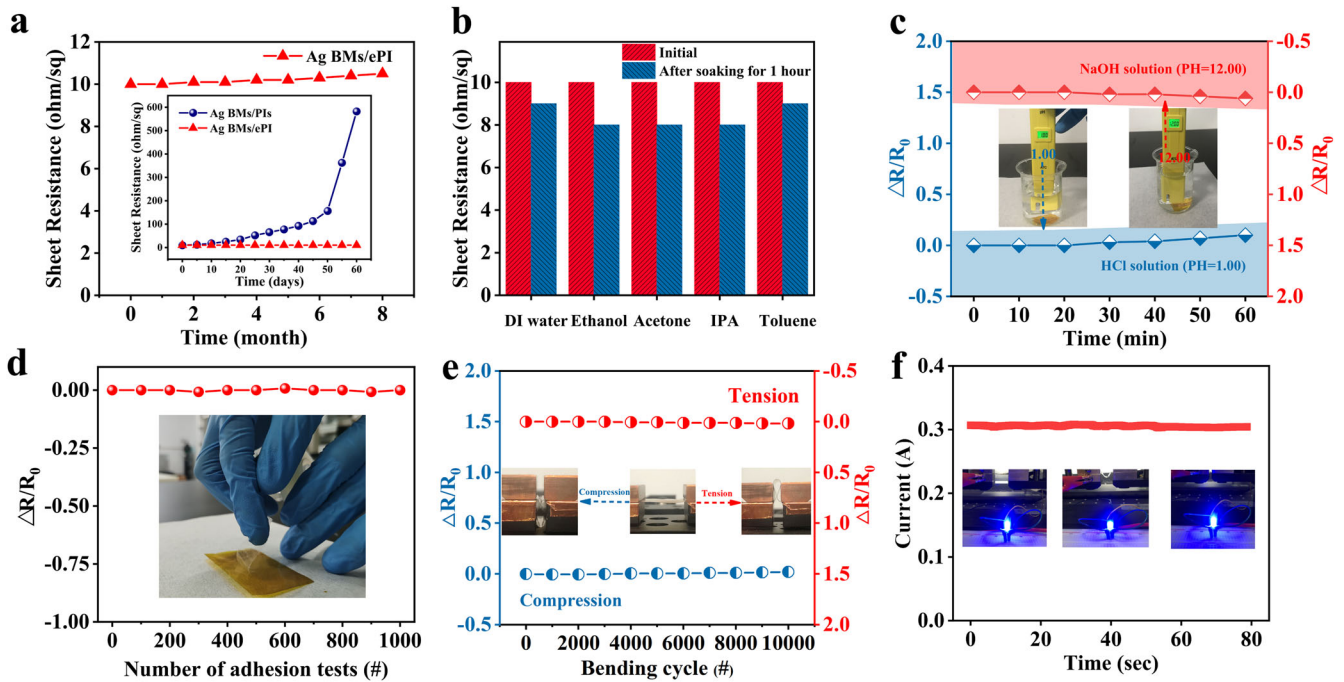 a
Sheet Resistance (ohm/sq)
12
10
8
6
4
2
0
0
2
4
6
8
Time (month)
Ag BMs/ePI
Sheet Resistance (ohm/sq)
600
500
400
300
200
100
0
0
10
20
30
40
50
60
Time (days)
Ag BMs/PIs
Ag BMs/ePI
b
Sheet Resistance (ohm/sq)
12
10
8
6
4
2
0
Initial
After soaking for 1 hour
DI water
Ethanol
Acetone
IPA
Toluene
c
△R/R0
2.0
1.5
1.0
0.5
0.0
-0.5
NaOH solution (PH=12.00)
1.00
12.00
HCl solution (PH=1.00)
0
10
20
30
40
50
60
Time (min)
-0.5
0.0
0.5
1.0
1.5
2.0
△R/R0
d
△R/R0
0.00
-0.25
-0.50
-0.75
-1.00
0
200
400
600
800
1000
Number of adhesion tests (#)
e
△R/R0
2.0
1.5
1.0
0.5
0.0
-0.5
Tension
Compression
Tension
Compression
0
2000
4000
6000
8000
10000
Bending cycle (#)
-0.5
0.0
0.5
1.0
1.5
2.0
△R/R0
f
Current (A)
0.4
0.3
0.2
0.1
0.0
0
20
40
60
80
Time (sec)